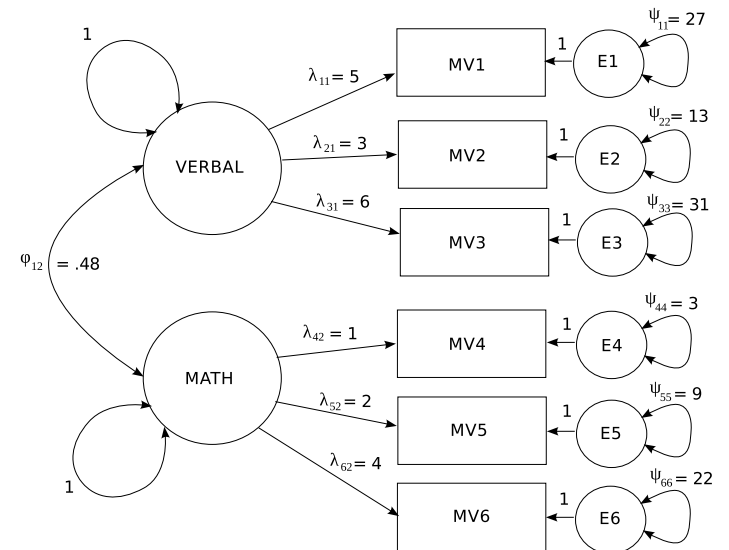 1
VERBAL
φ12 = .48
MATH
1
λ11= 5
λ21 = 3
λ31 = 6
λ42 = 1
λ52 = 2
λ62 = 4
MV1
1
E1
ψ11= 27
MV2
1
E2
ψ22= 13
MV3
1
E3
ψ33= 31
MV4
1
E4
ψ44 = 3
MV5
1
E5
ψ55 = 9
MV6
1
E6
ψ66 = 22